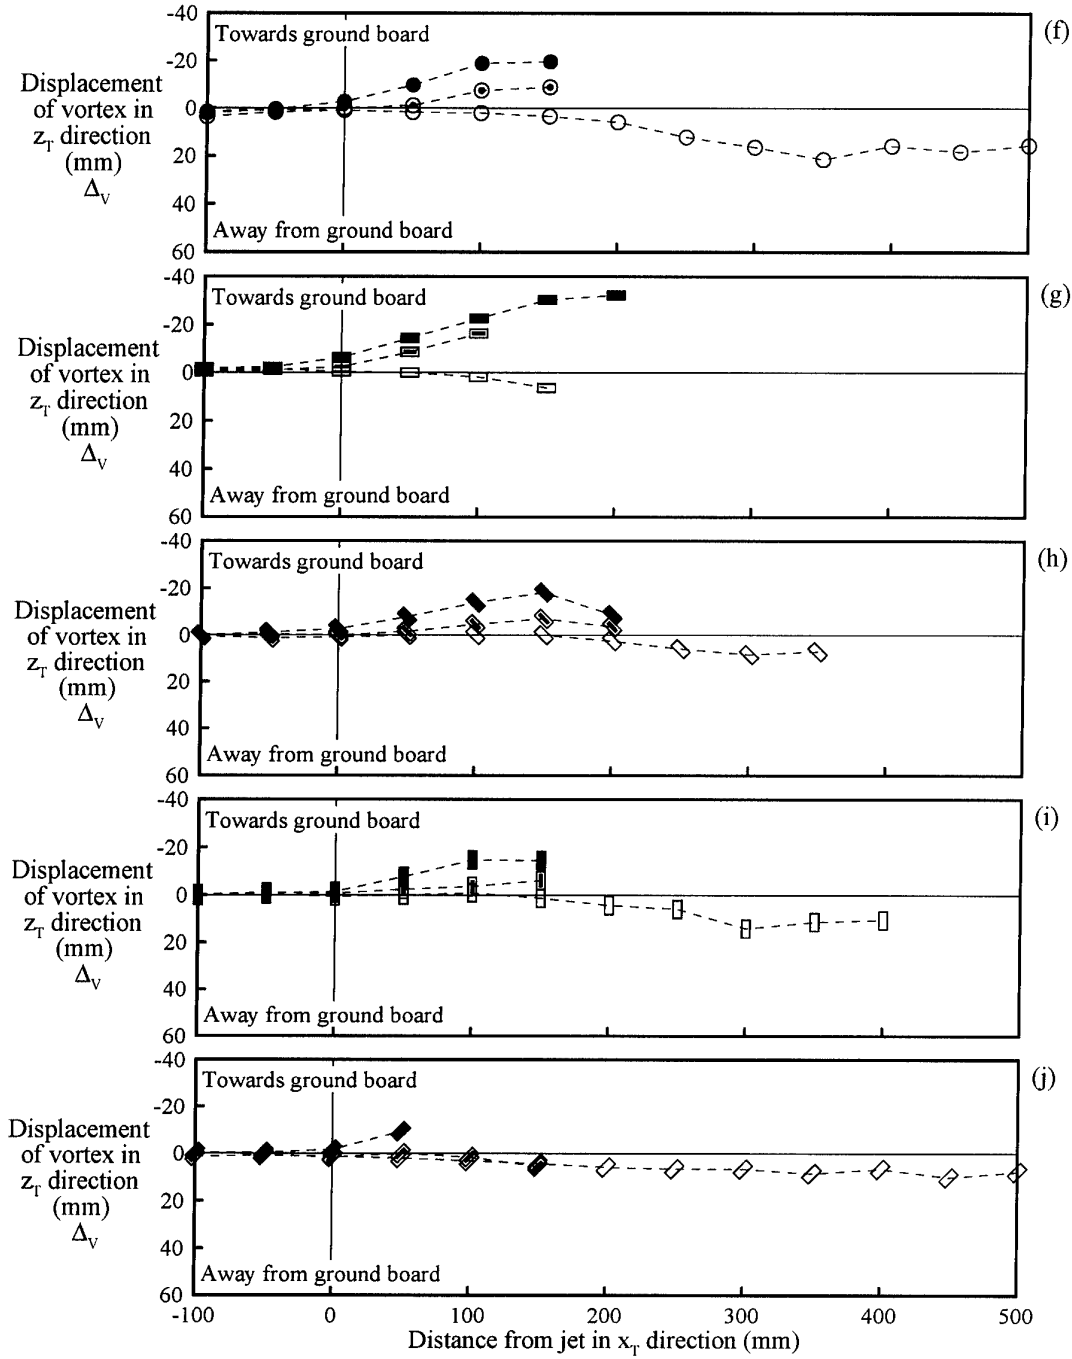 (f)
-40
Towards ground board
-20
0
20
40
60
Displacement
of vortex in
z_T direction
(mm)
Δ_V
Away from ground board
(g)
-40
Towards ground board
-20
0
20
40
60
Displacement
of vortex in
z_T direction
(mm)
Δ_V
Away from ground board
(h)
-40
Towards ground board
-20
0
20
40
60
Displacement
of vortex in
z_T direction
(mm)
Δ_V
Away from ground board
(i)
-40
Towards ground board
-20
0
20
40
60
Displacement
of vortex in
z_T direction
(mm)
Δ_V
Away from ground board
(j)
-40
Towards ground board
-20
0
20
40
60
Displacement
of vortex in
z_T direction
(mm)
Δ_V
Away from ground board
-100 0 100 200 300 400 500
Distance from jet in x_T direction (mm)